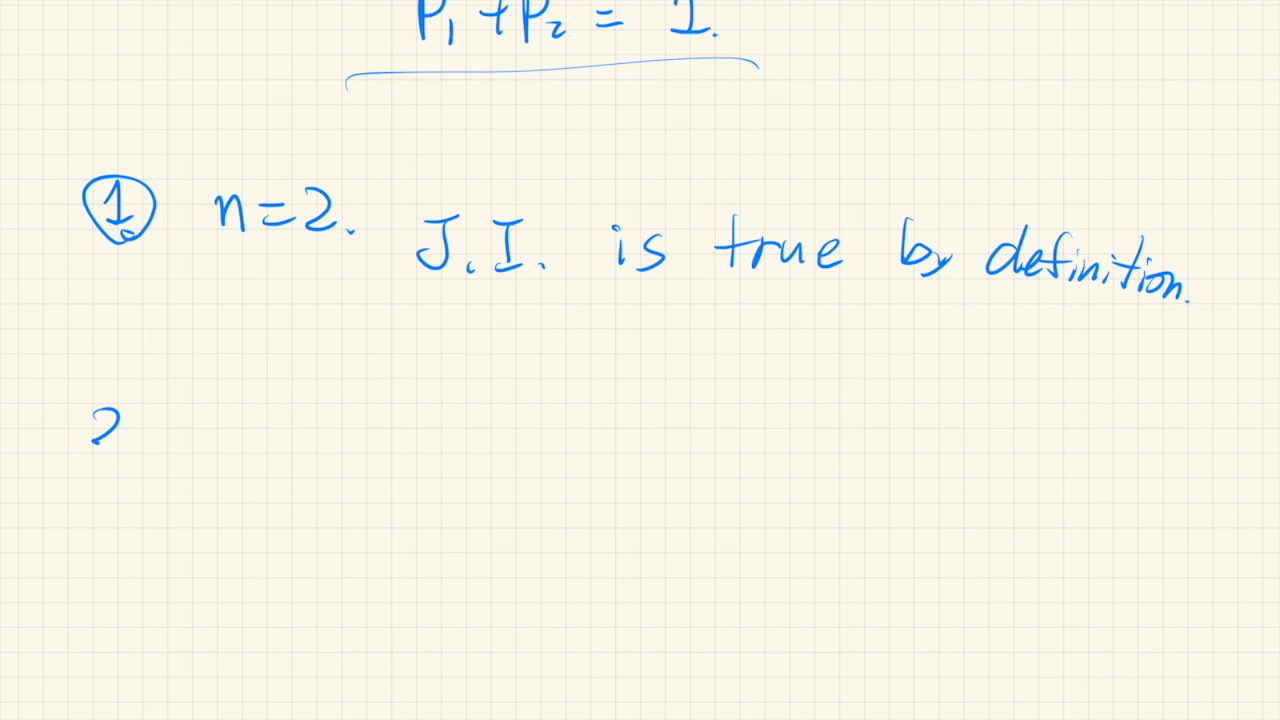 P₁ + P₂ = 1.
① n=2. J.I. is true by definition.
2